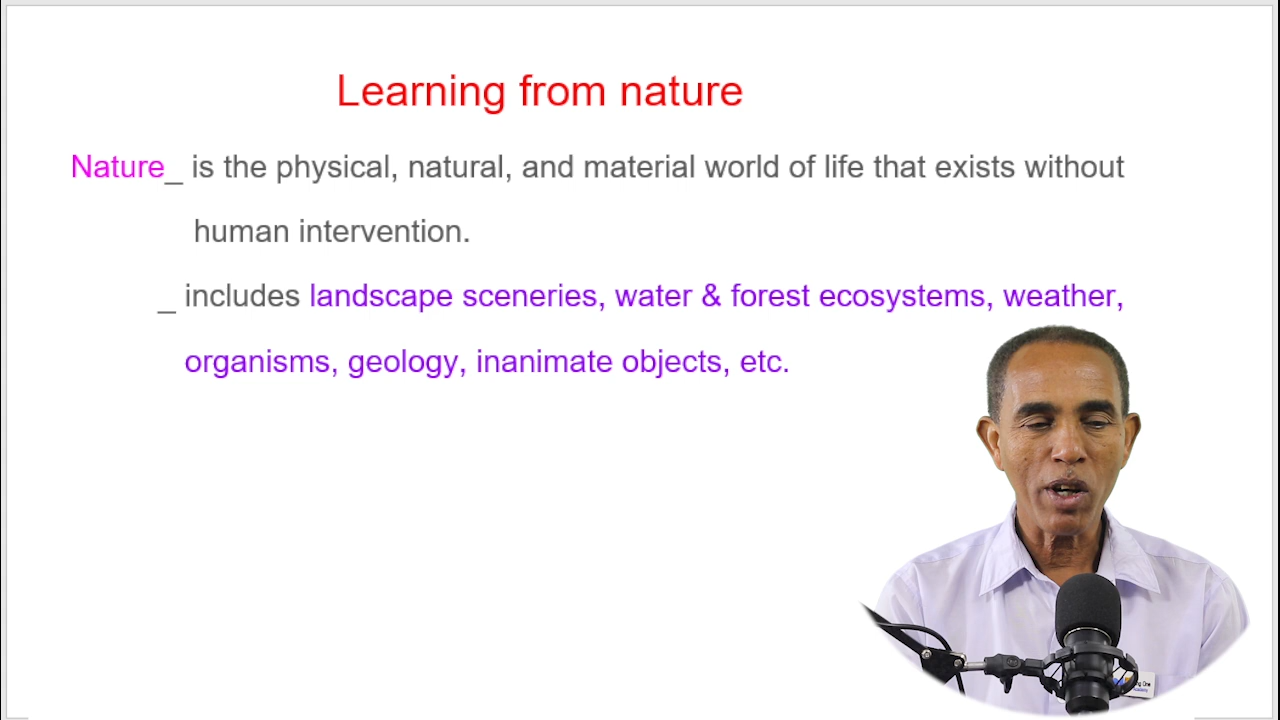 Learning from nature
Nature_ is the physical, natural, and material world of life that exists without
human intervention.
_ includes landscape sceneries, water & forest ecosystems, weather,
organisms, geology, inanimate objects, etc.